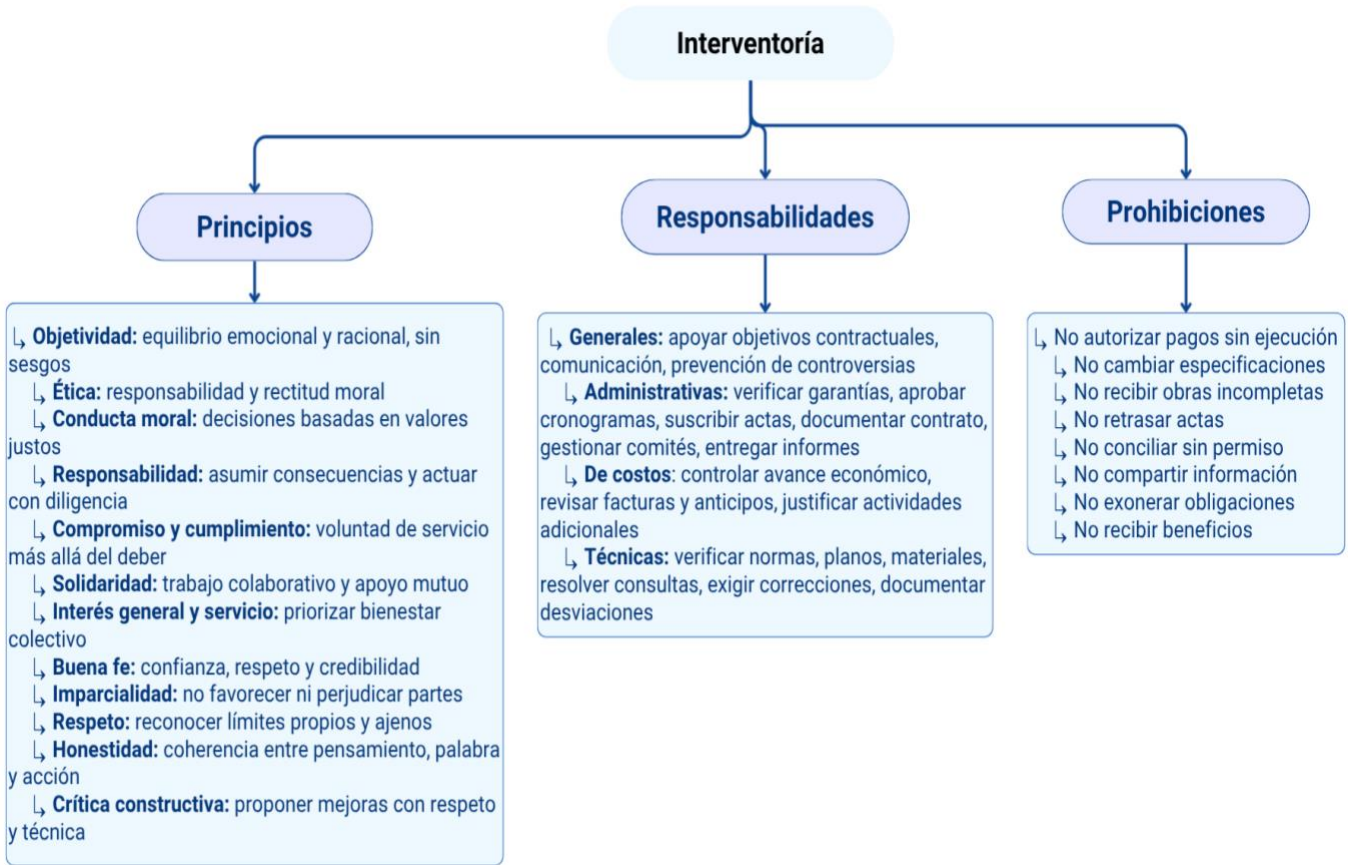 Interventoría
Principios
Responsabilidades
Prohibiciones
↳ Objetividad: equilibrio emocional y racional, sin
sesgos
↳ Ética: responsabilidad y rectitud moral
↳ Conducta moral: decisiones basadas en valores
justos
↳ Responsabilidad: asumir consecuencias y actuar
con diligencia
↳ Compromiso y cumplimiento: voluntad de servicio
más allá del deber
↳ Solidaridad: trabajo colaborativo y apoyo mutuo
↳ Interés general y servicio: priorizar bienestar
colectivo
↳ Buena fe: confianza, respeto y credibilidad
↳ Imparcialidad: no favorecer ni perjudicar partes
↳ Respeto: reconocer límites propios y ajenos
↳ Honestidad: coherencia entre pensamiento, palabra
y acción
↳ Crítica constructiva: proponer mejoras con respeto
y técnica
↳ Generales: apoyar objetivos contractuales,
comunicación, prevención de controversias
↳ Administrativas: verificar garantías, aprobar
cronogramas, suscribir actas, documentar contrato,
gestionar comités, entregar informes
↳ De costos: controlar avance económico,
revisar facturas y anticipos, justificar actividades
adicionales
↳ Técnicas: verificar normas, planos, materiales,
resolver consultas, exigir correcciones, documentar
desviaciones
↳ No autorizar pagos sin ejecución
↳ No cambiar especificaciones
↳ No recibir obras incompletas
↳ No retrasar actas
↳ No conciliar sin permiso
↳ No compartir información
↳ No exonerar obligaciones
↳ No recibir beneficios